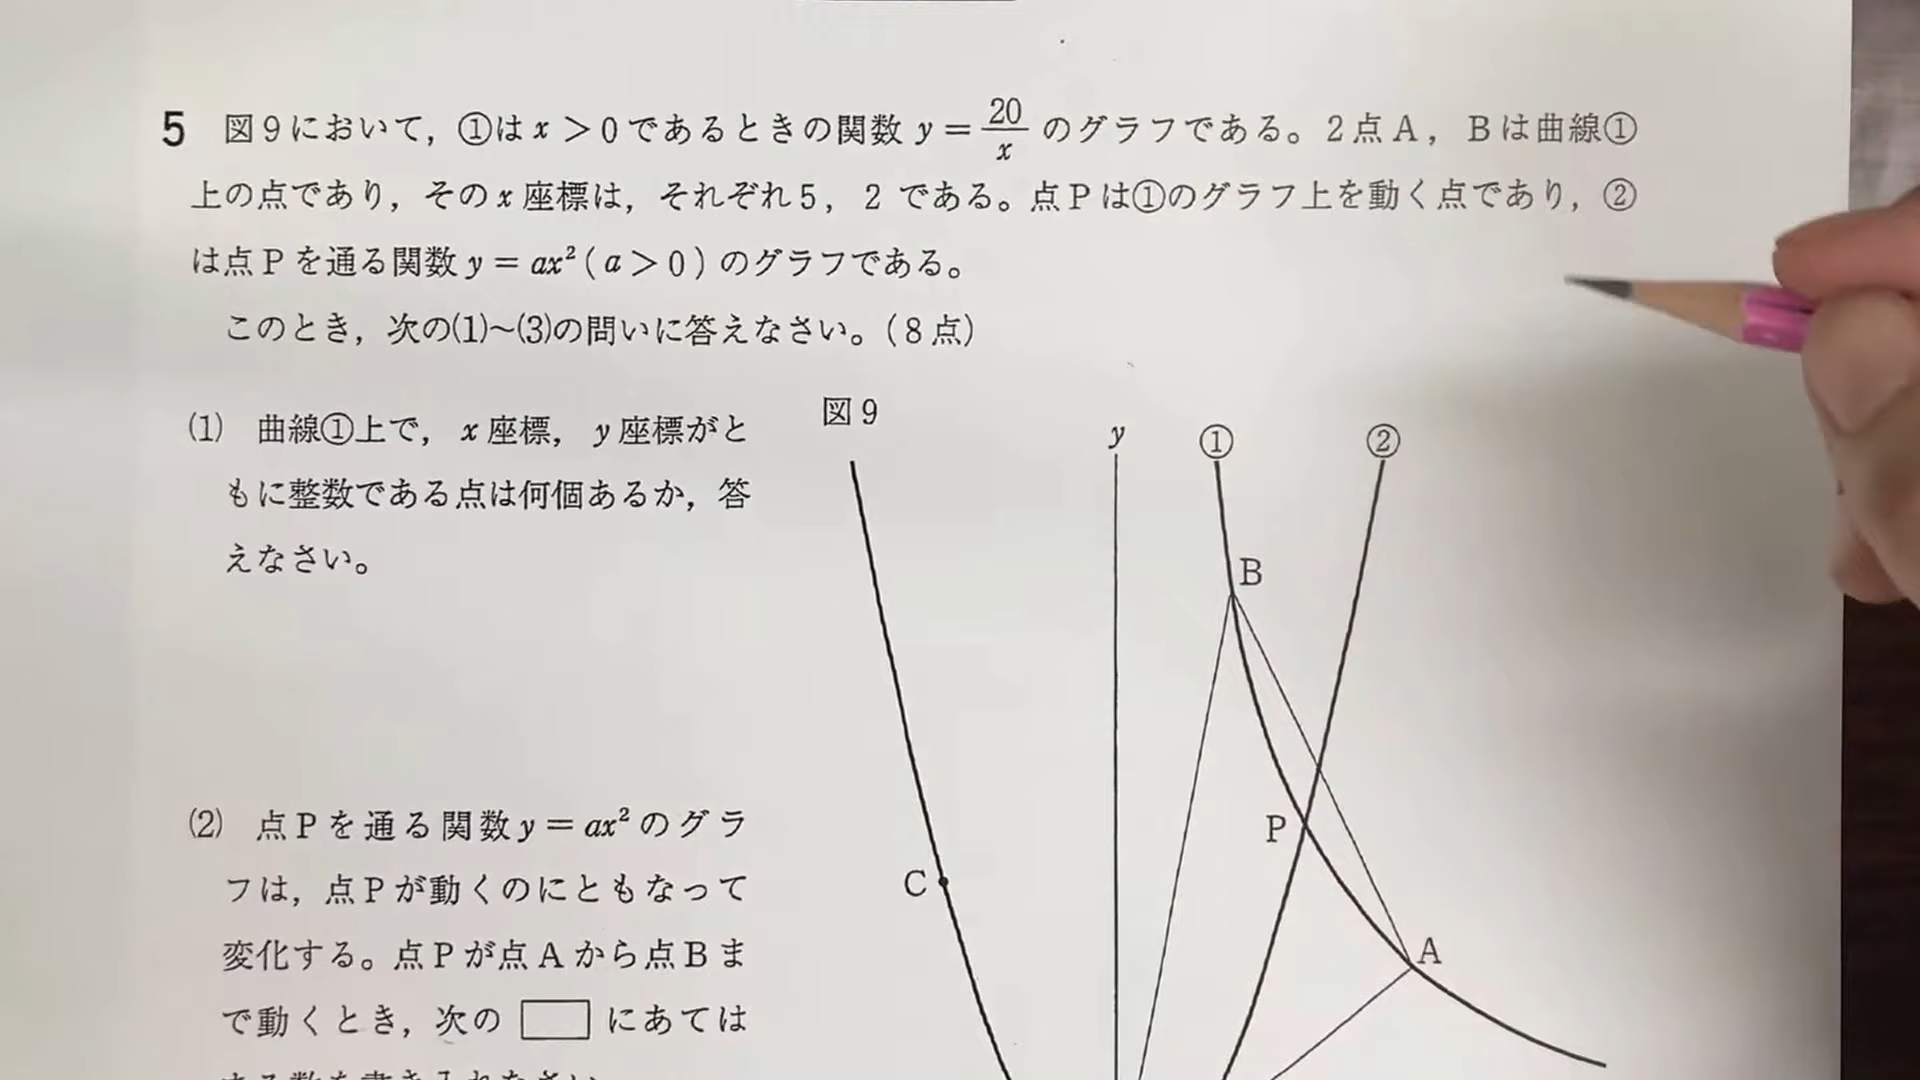 5 図9において，①は x > 0 であるときの関数 y = 20/x のグラフである。2点A，Bは曲線①
上の点であり，その x 座標は，それぞれ5，2 である。点Pは①のグラフ上を動く点であり，②
は点Pを通る関数 y = ax² ( a > 0 ) のグラフである。
このとき，次の(1)～(3)の問いに答えなさい。（8点）
(1) 曲線①上で，x 座標，y 座標がと
もに整数である点は何個あるか，答
えなさい。
図9
y
①
②
B
P
C
A
(2) 点Pを通る関数 y = ax² のグラ
フは，点Pが動くのにともなって
変化する。点Pが点Aから点Bま
で動くとき，次の にあては